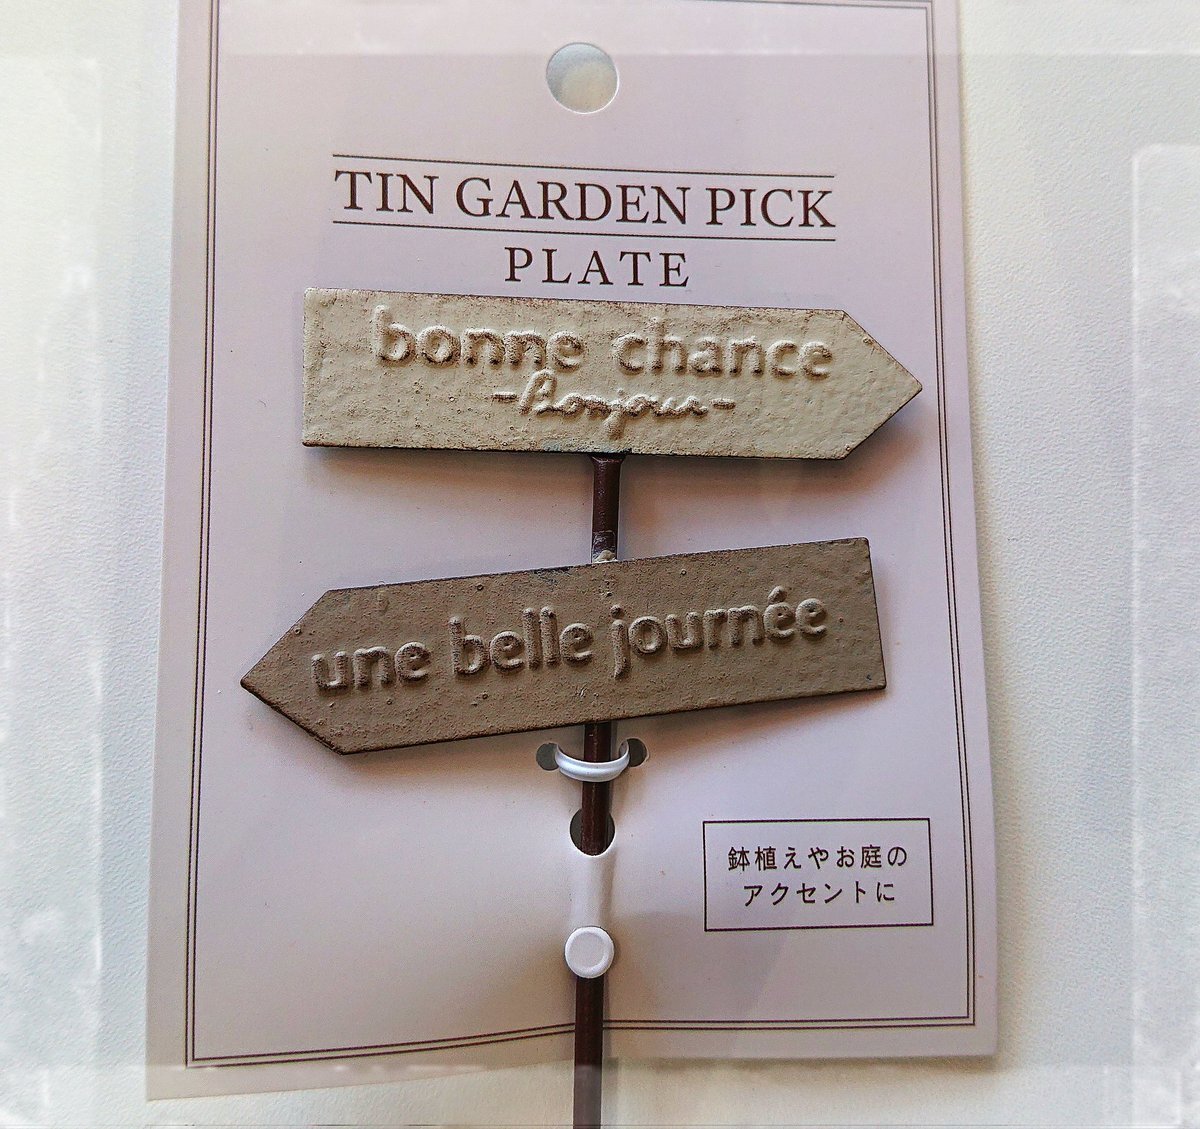 TIN GARDEN PICK
PLATE
bonne chance
-Bonjour-
une belle journée
鉢植えやお庭の
アクセントに